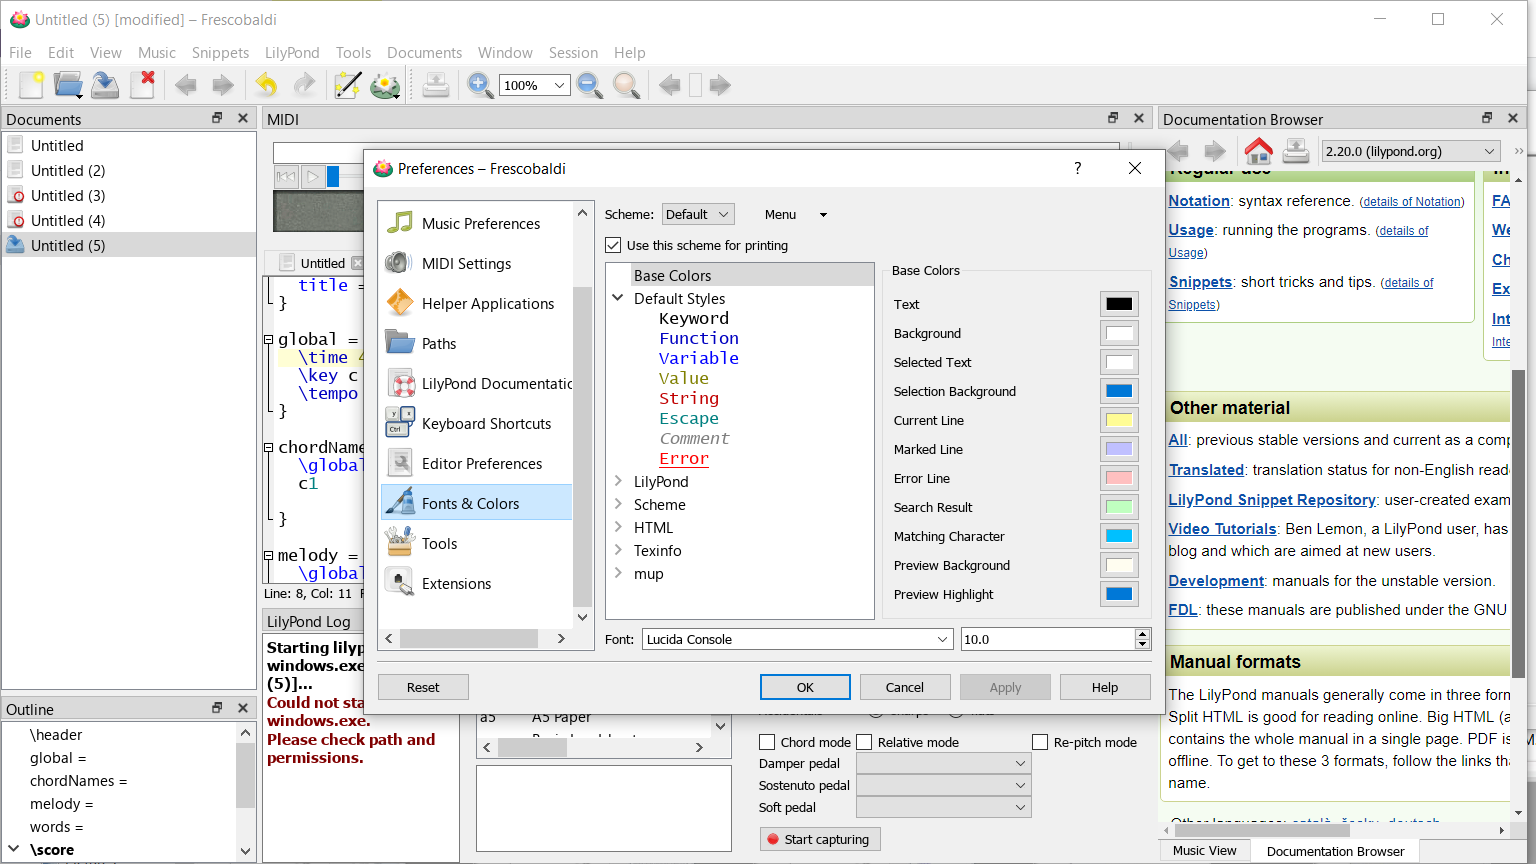 Untitled (5) [modified] – Frescobaldi
File Edit View Music Snippets LilyPond Tools Documents Window Session Help
100%
Documents
Untitled
Untitled (2)
Untitled (3)
Untitled (4)
Untitled (5)
Outline
\header
global =
chordNames =
melody =
words =
\score
MIDI
Untitled
title =
}
global =
\time 4
\key c
\tempo
}
chordName
\global
c1
}
melody =
\global
Line: 8, Col: 11
LilyPond Log
Starting lilyp
windows.exe
(5)]...
Could not sta
windows.exe.
Please check path and
permissions.
Preferences – Frescobaldi
?
Music Preferences
MIDI Settings
Helper Applications
Paths
LilyPond Documentatio
Keyboard Shortcuts
Editor Preferences
Fonts & Colors
Tools
Extensions
Scheme: Default Menu
Use this scheme for printing
Base Colors
Default Styles
Keyword
Function
Variable
Value
String
Escape
Comment
Error
LilyPond
Scheme
HTML
Texinfo
mup
Base Colors
Text
Background
Selected Text
Selection Background
Current Line
Marked Line
Error Line
Search Result
Matching Character
Preview Background
Preview Highlight
Font: Lucida Console 10.0
Reset OK Cancel Apply Help
a5 A5 Paper
Chord mode Relative mode Re-pitch mode
Damper pedal
Sostenuto pedal
Soft pedal
Start capturing
Documentation Browser
2.20.0 (lilypond.org)
Regular use
Notation: syntax reference. (details of Notation)
Usage: running the programs. (details of
Usage)
Snippets: short tricks and tips. (details of
Snippets)
In
FA
We
Ch
Ex
Int
Inte
Other material
All: previous stable versions and current as a comp
Translated: translation status for non-English read
LilyPond Snippet Repository: user-created exam
Video Tutorials: Ben Lemon, a LilyPond user, has
blog and which are aimed at new users.
Development: manuals for the unstable version.
FDL: these manuals are published under the GNU
Manual formats
The LilyPond manuals generally come in three form
Split HTML is good for reading online. Big HTML (a
contains the whole manual in a single page. PDF is
offline. To get to these 3 formats, follow the links tha
name.
Other languages: català, česky, deutsch
Music View Documentation Browser